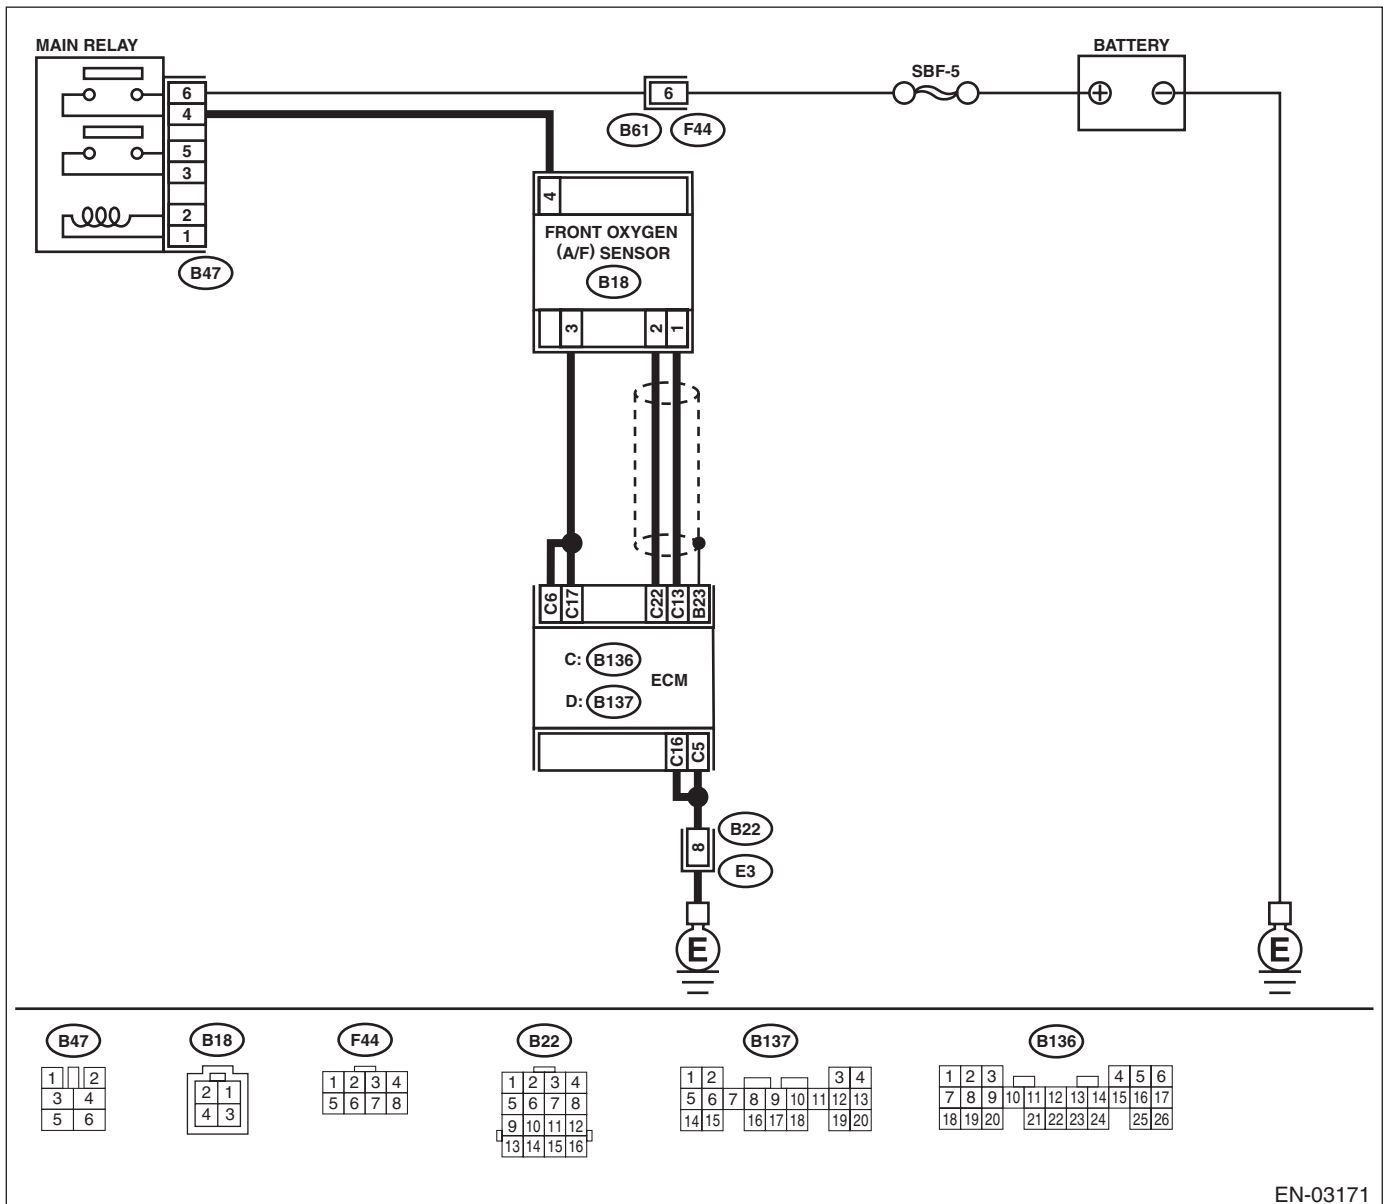 MAIN RELAY
BATTERY
SBF-5
6
4
5
3
2
1
B47
6
B61 F44
4
FRONT OXYGEN
(A/F) SENSOR
B18
3 2 1
C6 C17 C22 C13 B23
C: B136
ECM
D: B137
C16 C5
B22
8
E3
E
E
B47
1 2
3 4
5 6
B18
2 1
4 3
F44
1 2 3 4
5 6 7 8
B22
1 2 3 4
5 6 7 8
9 10 11 12
13 14 15 16
B137
1 2 3 4
5 6 7 8 9 10 11 12 13
14 15 16 17 18 19 20
B136
1 2 3 4 5 6
7 8 9 10 11 12 13 14 15 16 17
18 19 20 21 22 23 24 25 26
EN-03171